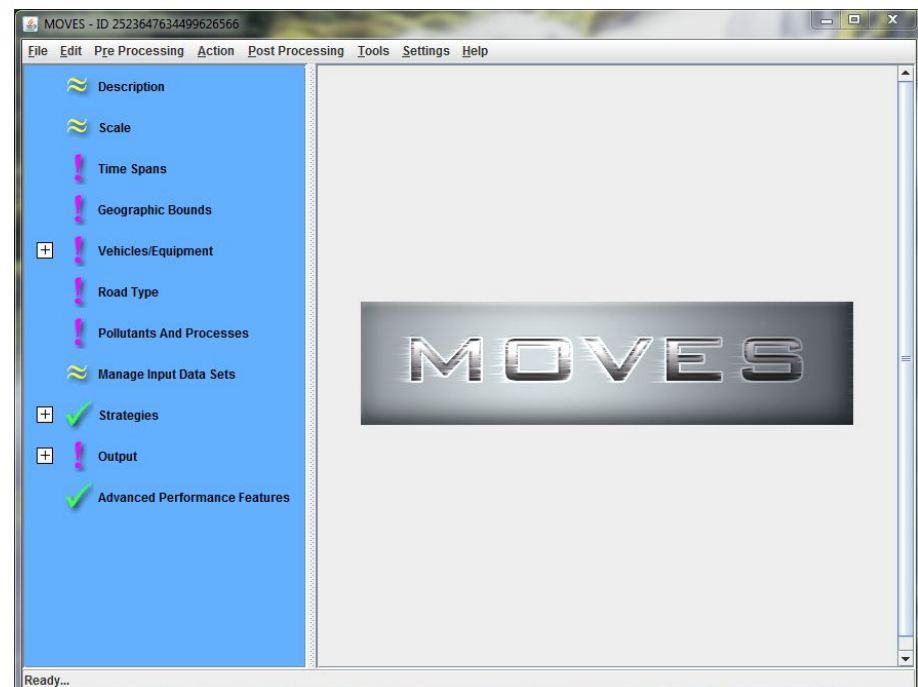 MOVES - ID 2523647634499626566
File Edit Pre Processing Action Post Processing Tools Settings Help
Description
Scale
Time Spans
Geographic Bounds
Vehicles/Equipment
Road Type
Pollutants And Processes
Manage Input Data Sets
Strategies
Output
Advanced Performance Features
MOVES
Ready...